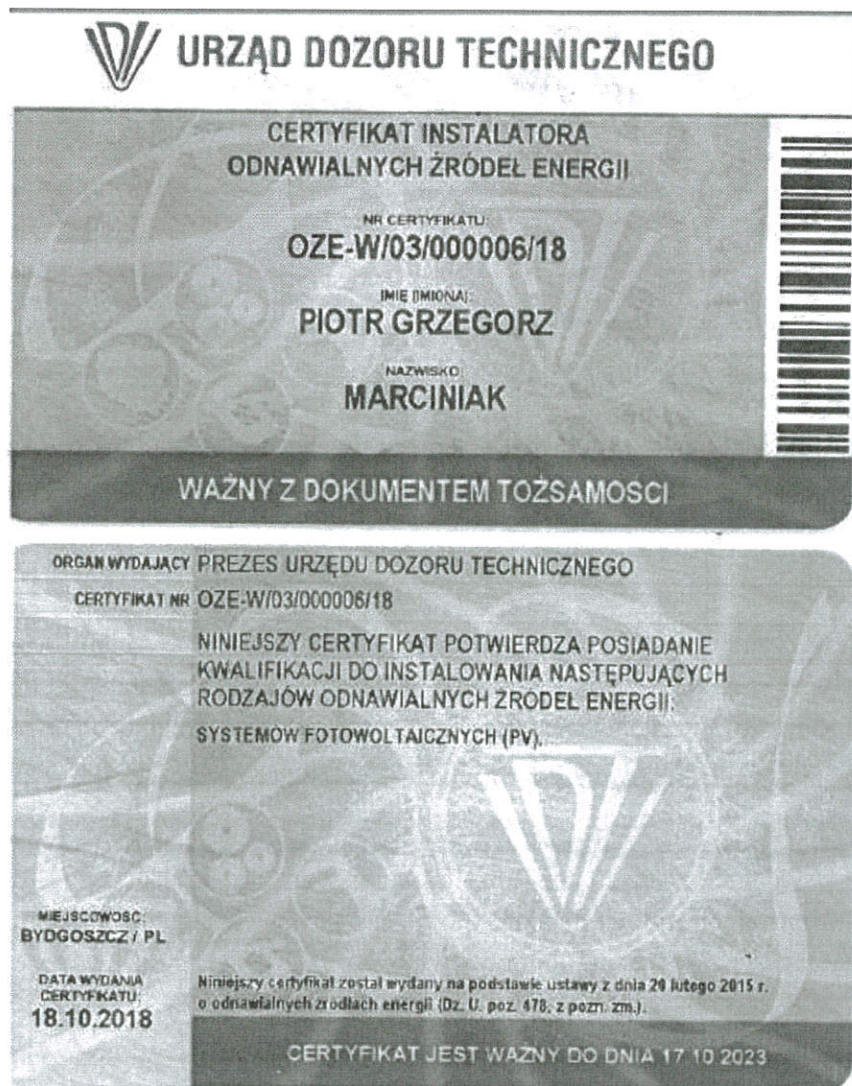 URZĄD DOZORU TECHNICZNEGO
CERTYFIKAT INSTALATORA
ODNAWIALNYCH ŹRÓDEŁ ENERGII
NR CERTYFIKATU:
OZE-W/03/000006/18
IMIĘ (IMIONA):
PIOTR GRZEGORZ
NAZWISKO:
MARCINIAK
WAŻNY Z DOKUMENTEM TOŻSAMOŚCI
ORGAN WYDAJĄCY PREZES URZĘDU DOZORU TECHNICZNEGO
CERTYFIKAT NR OZE-W/03/000006/18
NINIEJSZY CERTYFIKAT POTWIERDZA POSIADANIE
KWALIFIKACJI DO INSTALOWANIA NASTĘPUJĄCYCH
RODZAJÓW ODNAWIALNYCH ŹRÓDEŁ ENERGII:
SYSTEMÓW FOTOWOLTAICZNYCH (PV).
MIEJSCOWOŚĆ:
BYDGOSZCZ / PL
DATA WYDANIA
CERTYFIKATU:
18.10.2018
Niniejszy certyfikat został wydany na podstawie ustawy z dnia 20 lutego 2015 r.
o odnawialnych źródłach energii (Dz. U. poz. 478, z pozn. zm.).
CERTYFIKAT JEST WAŻNY DO DNIA 17.10.2023